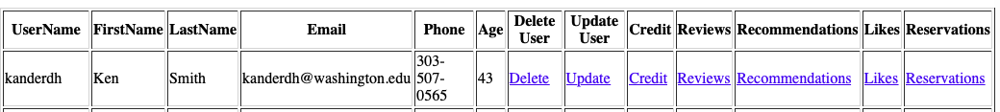 UserName FirstName LastName Email Phone Age Delete User Update User Credit Reviews Recommendations Likes Reservations
kanderdh Ken Smith kanderdh@washington.edu 303-507-0565 43 Delete Update Credit Reviews Recommendations Likes Reservations